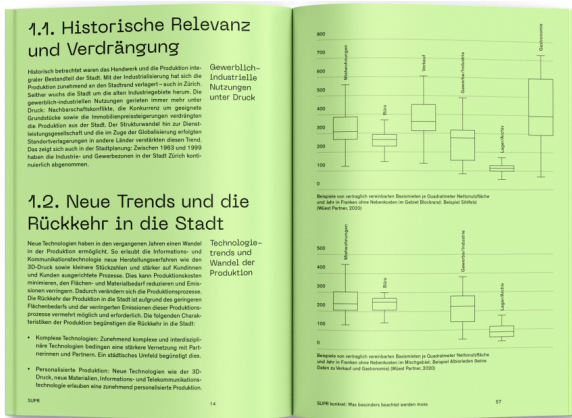 1.1. Historische Relevanz
und Verdrängung
Historisch betrachtet waren das Handwerk und die Produktion inte-
graler Bestandteil der Stadt. Mit der Industrialisierung hat sich die
Produktion zunehmend an den Stadtrand verlagert – auch in Zürich.
Seither wuchs die Stadt um die alten Industriegebiete herum. Die
gewerblich-industriellen Nutzungen gerieten immer mehr unter
Druck: Nachbarschaftskonflikte, die Konkurrenz um geeignete
Grundstücke sowie die Immobilienpreissteigerungen verdrängten
die Produktion aus der Stadt. Der Strukturwandel hin zur Dienst-
leistungsgesellschaft und die im Zuge der Globalisierung erfolgten
Standortverlagerungen in andere Länder verstärkten diesen Trend.
Das zeigt sich auch in der Stadtplanung: Zwischen 1963 und 1999
haben die Industrie- und Gewerbezonen in der Stadt Zürich konti-
nuierlich abgenommen.
Gewerblich-
industrielle
Nutzungen
unter Druck
1.2. Neue Trends und die
Rückkehr in die Stadt
Neue Technologien haben in den vergangenen Jahren einen Wandel
in der Produktion ermöglicht. So erlaubt die Informations- und
Kommunikationstechnologie neue Herstellungsverfahren wie den
3D-Druck sowie kleinere Stückzahlen und stärker auf Kundinnen
und Kunden ausgerichtete Prozesse. Dies kann Produktionskosten
minimieren, den Flächen- und Materialbedarf reduzieren und Emis-
sionen verringern. Dadurch verändern sich die Produktionsprozesse.
Die Rückkehr der Produktion in die Stadt ist aufgrund des geringeren
Flächenbedarfs und der verringerten Emissionen dieser Produktions-
prozesse vermehrt möglich und erforderlich. Die folgenden Charak-
teristiken der Produktion begünstigen die Rückkehr in die Stadt:
Technologie-
trends und
Wandel der
Produktion
• Komplexe Technologien: Zunehmend komplexe und interdiszipli-
näre Technologien bedingen eine stärkere Vernetzung mit Part-
nerinnen und Partnern. Ein städtisches Umfeld begünstigt dies.
• Personalisierte Produktion: Neue Technologien wie der 3D-
Druck, neue Materialien, Informations- und Telekommunikations-
technologie erlauben eine zunehmend personalisierte Produktion.
SUPR
14
800
700
600
500
400
300
200
100
0
Mietwohnungen
Büro
Verkauf
Gewerbe/Industrie
Lager/Archiv
Gastronomie
Beispiele von vertraglich vereinbarten Basismieten je Quadratmeter Nettonutzfläche
und Jahr in Franken ohne Nebenkosten im Gebiet Blockrand: Beispiel Sihlfeld
(Wüest Partner, 2020)
500
400
300
200
100
0
Mietwohnungen
Büro
Gewerbe/Industrie
Lager/Archiv
Beispiele von vertraglich vereinbarten Basismieten je Quadratmeter Nettonutzfläche
und Jahr in Franken ohne Nebenkosten im Mischgebiet: Beispiel Albisrieden (keine
Daten zu Verkauf und Gastronomie) (Wüest Partner, 2020)
SUPR konkret: Was besonders beachtet werden muss
57